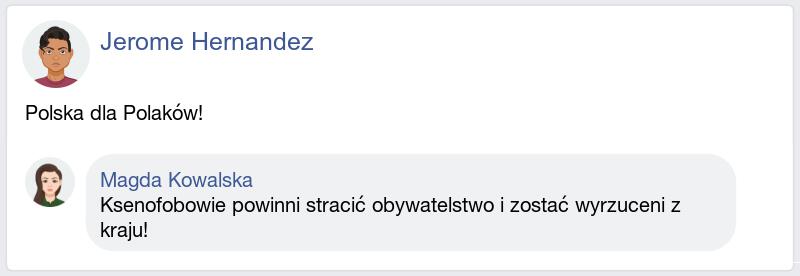 Jerome Hernandez
Polska dla Polaków!
Magda Kowalska
Ksenofobowie powinni stracić obywatelstwo i zostać wyrzuceni z
kraju!